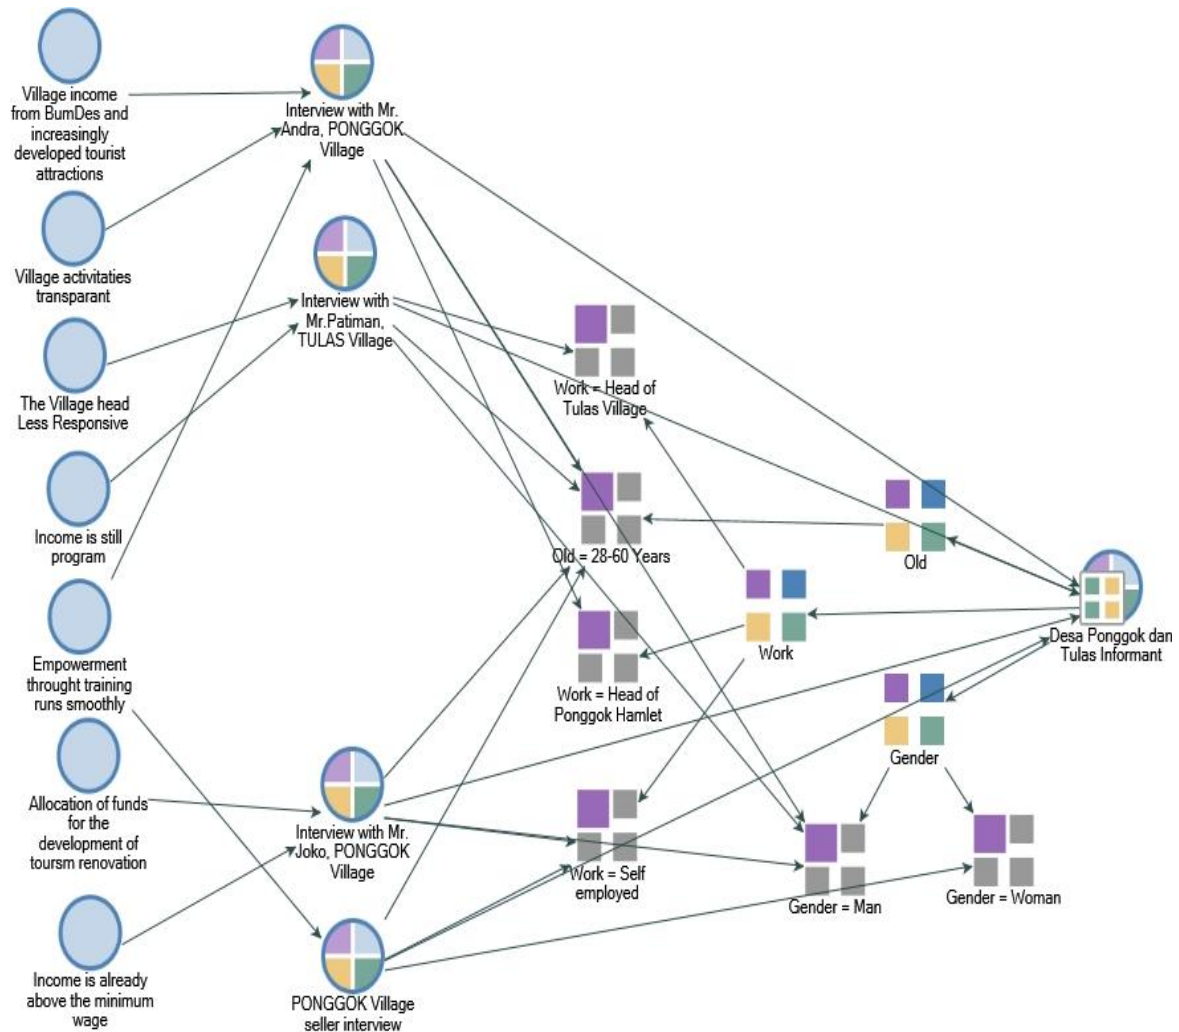 Village income
from BumDes and
increasingly
developed tourist
attractions
Village activitaties
transparant
The Village head
Less Responsive
Income is still
program
Empowerment
throught training
runs smoothly
Allocation of funds
for the
development of
toursm renovation
Income is already
above the minimum
wage
Interview with Mr.
Andra, PONGGOK
Village
Interview with
Mr.Patiman,
TULAS Village
Interview with Mr.
Joko, PONGGOK
Village
PONGGOK Village
seller interview
Work = Head of
Tulas Village
Old = 28-60 Years
Work = Head of
Ponggok Hamlet
Work = Self
employed
Old
Work
Gender
Gender = Man
Gender = Woman
Desa Ponggok dan
Tulas Informant